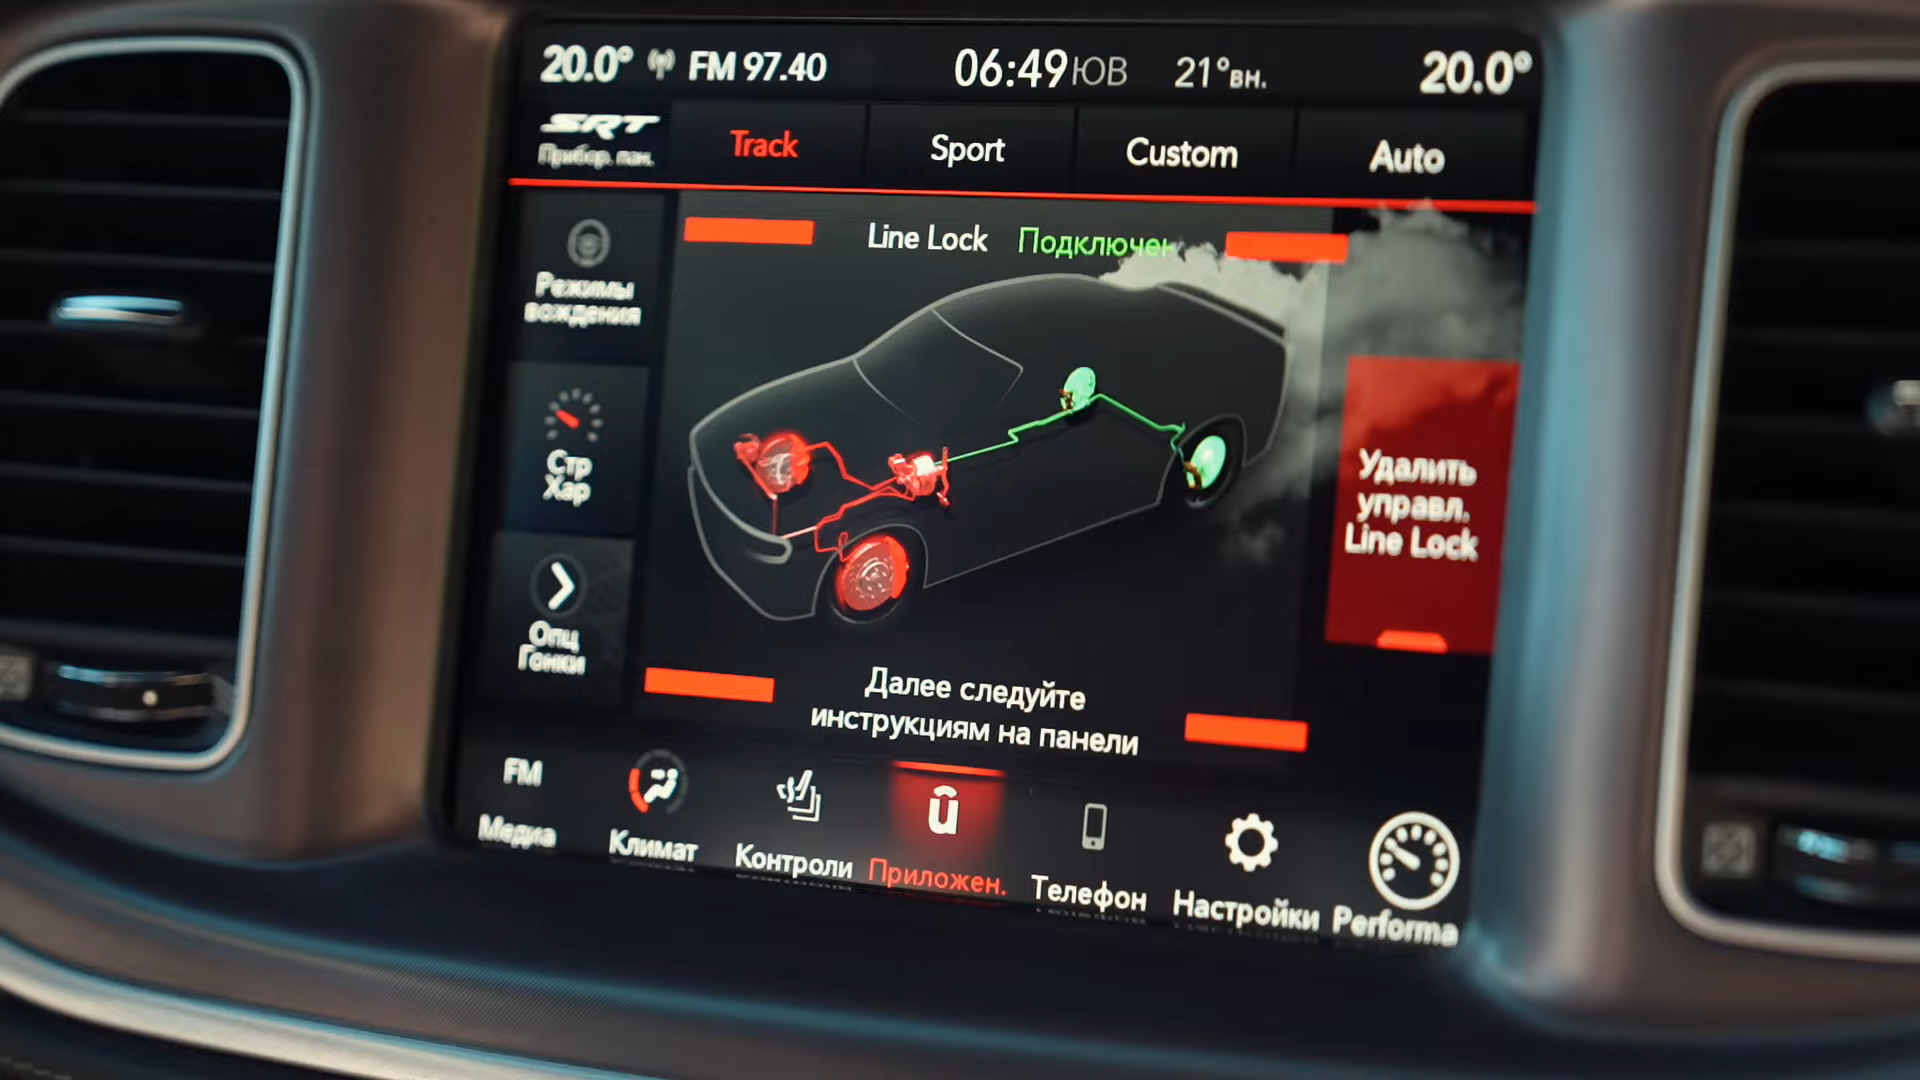 20.0° FM 97.40 06:49 ЮВ 21°вн. 20.0°
SRT
Прибор. пан.
Track Sport Custom Auto
Line Lock Подключен
Режимы
вождения
Стр
Хар
Опц
Гонки
Удалить
управл.
Line Lock
Далее следуйте
инструкциям на панели
FM
Медиа Климат Контроли Приложен. Телефон Настройки Performa